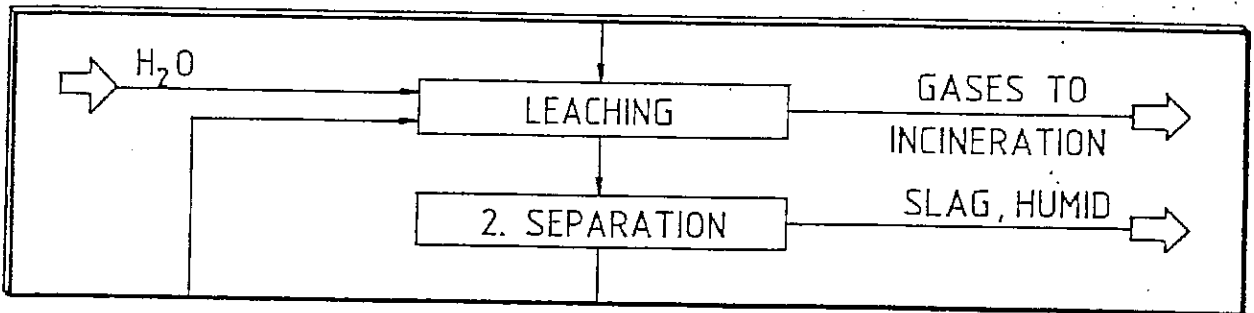 H₂O
LEACHING
GASES TO
INCINERATION
2. SEPARATION
SLAG, HUMID